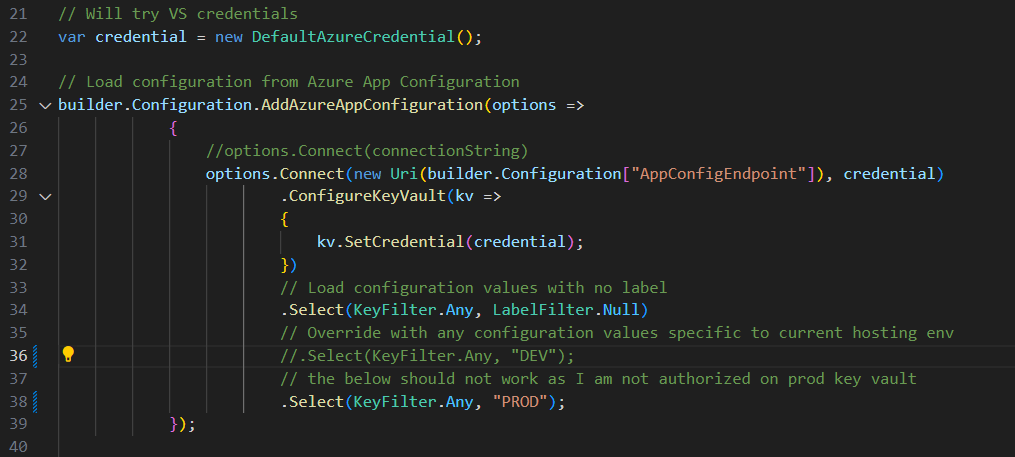 21 // Will try VS credentials
22 var credential = new DefaultAzureCredential();
23
24 // Load configuration from Azure App Configuration
25 builder.Configuration.AddAzureAppConfiguration(options =>
26 {
27 //options.Connect(connectionString)
28 options.Connect(new Uri(builder.Configuration["AppConfigEndpoint"]), credential)
29 .ConfigureKeyVault(kv =>
30 {
31 kv.SetCredential(credential);
32 })
33 // Load configuration values with no label
34 .Select(KeyFilter.Any, LabelFilter.Null)
35 // Override with any configuration values specific to current hosting env
36 //.Select(KeyFilter.Any, "DEV");
37 // the below should not work as I am not authorized on prod key vault
38 .Select(KeyFilter.Any, "PROD");
39 });
40